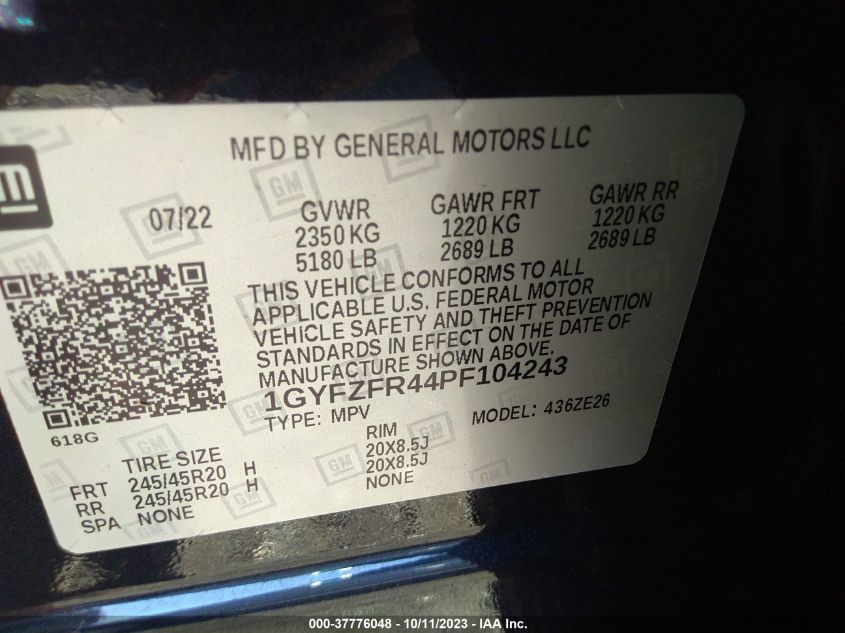 MFD BY GENERAL MOTORS LLC
GM
07/22
GVWR
2350 KG
5180 LB
GAWR FRT
1220 KG
2689 LB
GAWR RR
1220 KG
2689 LB
THIS VEHICLE CONFORMS TO ALL
APPLICABLE U.S. FEDERAL MOTOR
VEHICLE SAFETY AND THEFT PREVENTION
STANDARDS IN EFFECT ON THE DATE OF
MANUFACTURE SHOWN ABOVE.
1GYFZFR44PF104243
TYPE: MPV
MODEL: 436ZE26
618G
TIRE SIZE
RIM
FRT 245/45R20 H 20X8.5J
RR 245/45R20 H 20X8.5J
SPA NONE NONE
000-37776048 - 10/11/2023 - IAA Inc.